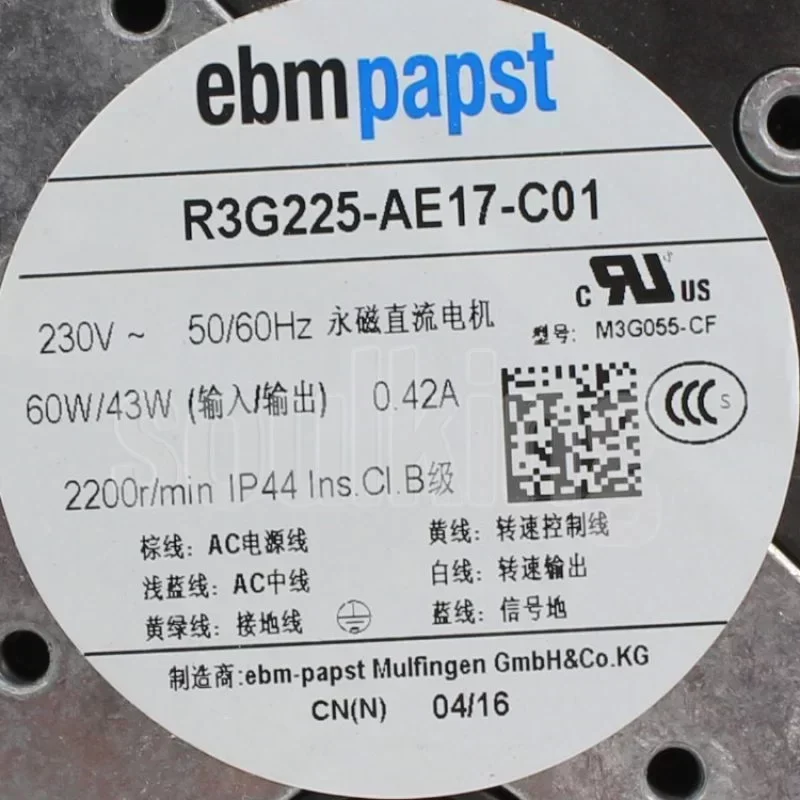 ebmpapst
R3G225-AE17-C01
C RU US
230V ~ 50/60Hz 永磁直流电机 型号: M3G055-CF
60W/43W (输入/输出) 0.42A CCC S
2200r/min IP44 Ins.Cl.B级
棕线: AC电源线 黄线: 转速控制线
浅蓝线: AC中线 白线: 转速输出
黄绿线: 接地线 蓝线: 信号地
制造商:ebm-papst Mulfingen GmbH&Co.KG
CN(N) 04/16